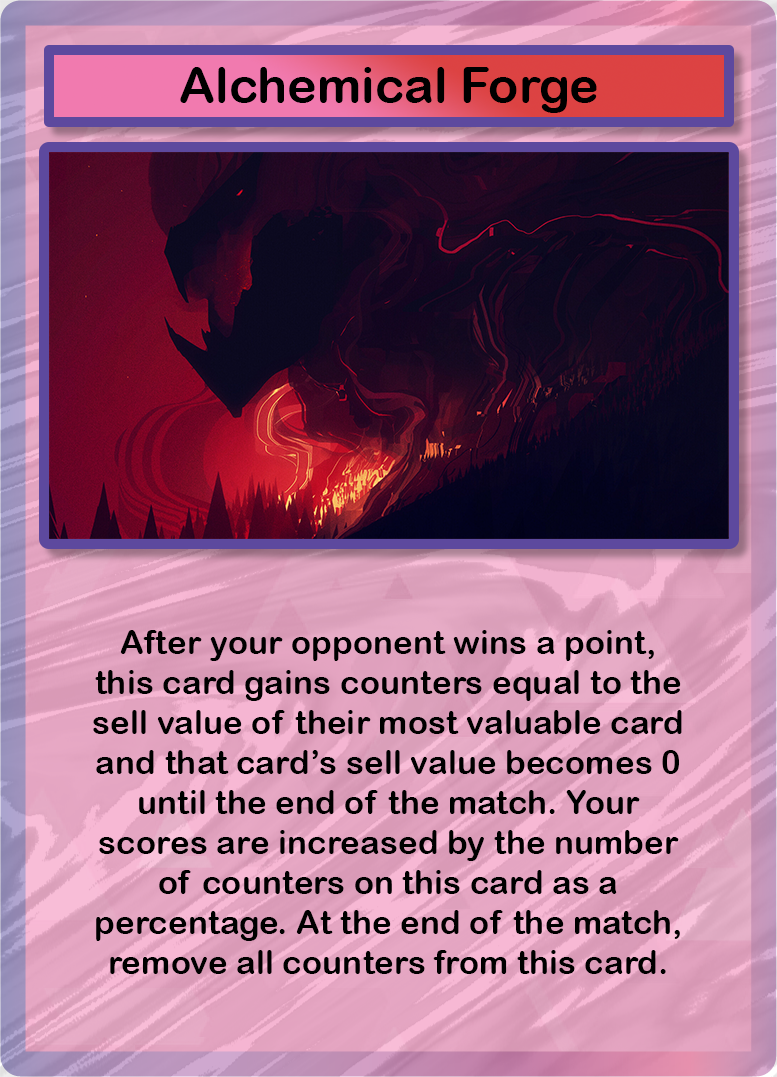 Alchemical Forge
After your opponent wins a point,
this card gains counters equal to the
sell value of their most valuable card
and that card’s sell value becomes 0
until the end of the match. Your
scores are increased by the number
of counters on this card as a
percentage. At the end of the match,
remove all counters from this card.